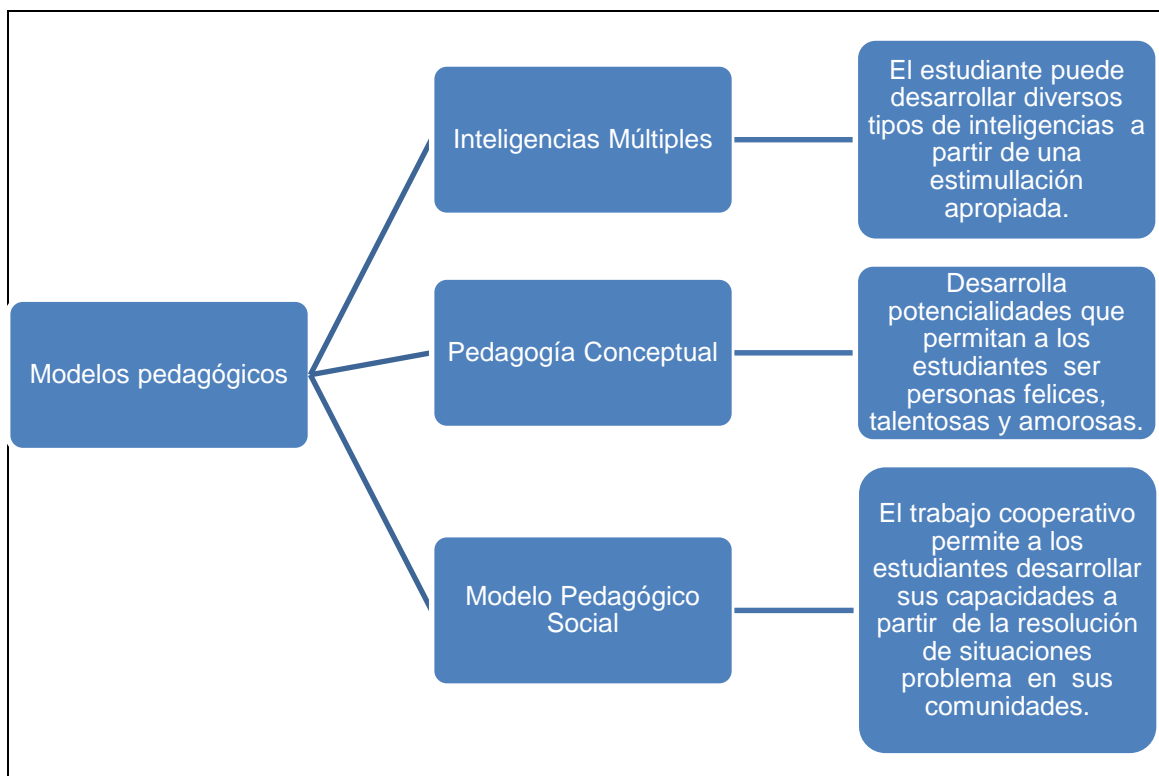 Modelos pedagógicos
Inteligencias Múltiples
El estudiante puede
desarrollar diversos
tipos de inteligencias a
partir de una
estimullación
apropiada.
Pedagogía Conceptual
Desarrolla
potencialidades que
permitan a los
estudiantes ser
personas felices,
talentosas y amorosas.
Modelo Pedagógico
Social
El trabajo cooperativo
permite a los
estudiantes desarrollar
sus capacidades a
partir de la resolución
de situaciones
problema en sus
comunidades.